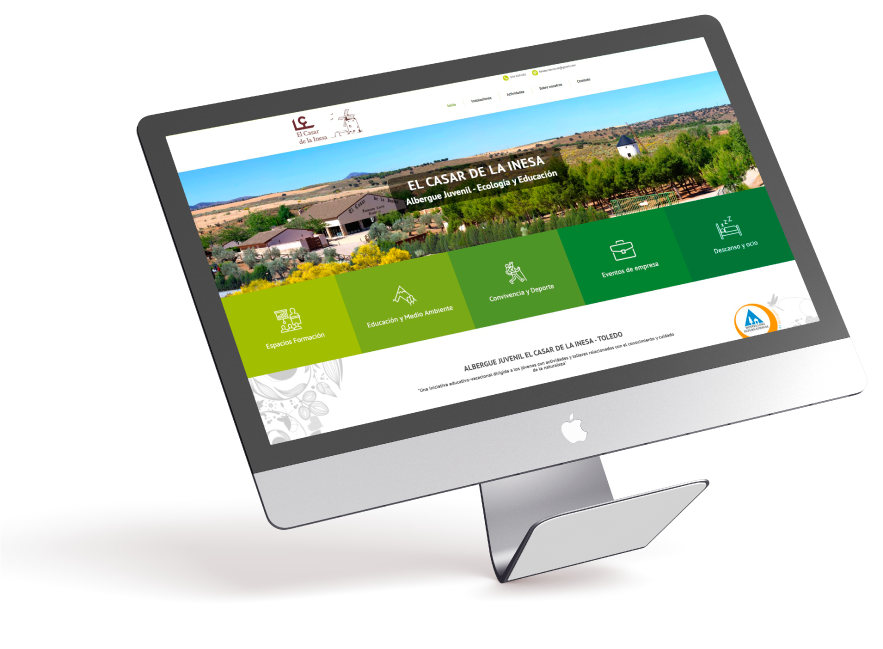 El Casar
de la Inesa
Inicio
Instalaciones
Actividades
Sobre nosotros
Contacto
EL CASAR DE LA INESA
Albergue Juvenil - Ecología y Educación
Espacios Formación
Educación y Medio Ambiente
Convivencia y Deporte
Eventos de empresa
Descanso y ocio
ALBERGUE JUVENIL EL CASAR DE LA INESA - TOLEDO
"Una iniciativa educativo-vacacional dirigida a los jóvenes con actividades y talleres relacionados con el conocimiento y cuidado
de la naturaleza"